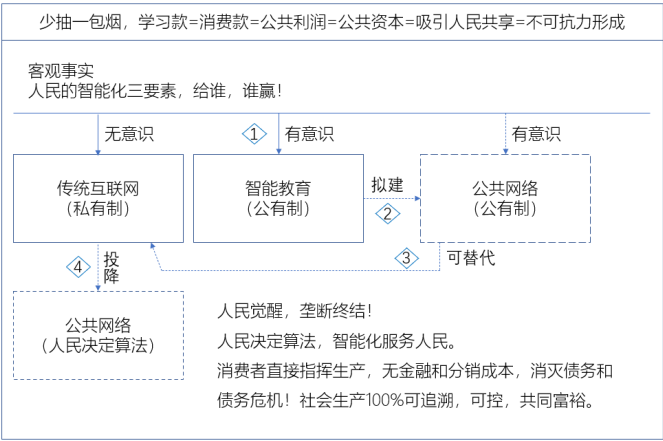 少抽一包烟，学习款=消费款=公共利润=公共资本=吸引人民共享=不可抗力形成
客观事实
人民的智能化三要素，给谁，谁赢！
无意识
1
有意识
有意识
传统互联网
（私有制）
智能教育
（公有制）
拟建
2
公共网络
（公有制）
3
可替代
4
投
降
公共网络
（人民决定算法）
人民觉醒，垄断终结！
人民决定算法，智能化服务人民。
消费者直接指挥生产，无金融和分销成本，消灭债务和
债务危机！社会生产100%可追溯，可控，共同富裕。